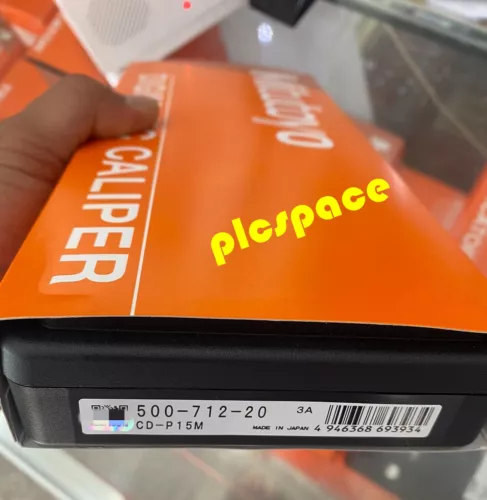 Mitutoyo
CALIPER
plcspace
500-712-20 3A
CD-P15M MADE IN JAPAN 4 946368 693934